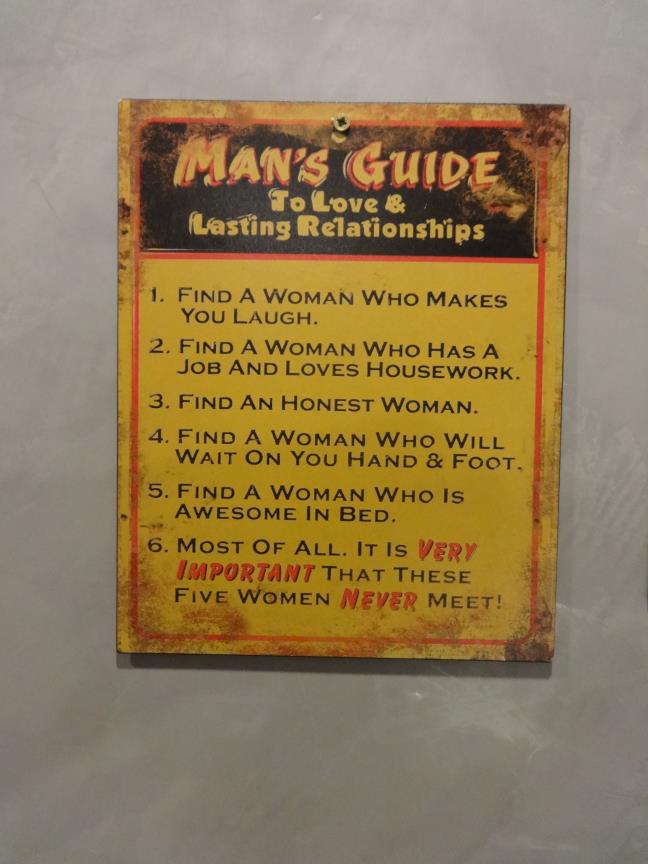 MAN'S GUIDE
To Love &
Lasting Relationships
1. FIND A WOMAN WHO MAKES
YOU LAUGH.
2. FIND A WOMAN WHO HAS A
JOB AND LOVES HOUSEWORK.
3. FIND AN HONEST WOMAN.
4. FIND A WOMAN WHO WILL
WAIT ON YOU HAND & FOOT.
5. FIND A WOMAN WHO IS
AWESOME IN BED.
6. MOST OF ALL. IT IS VERY
IMPORTANT THAT THESE
FIVE WOMEN NEVER MEET!